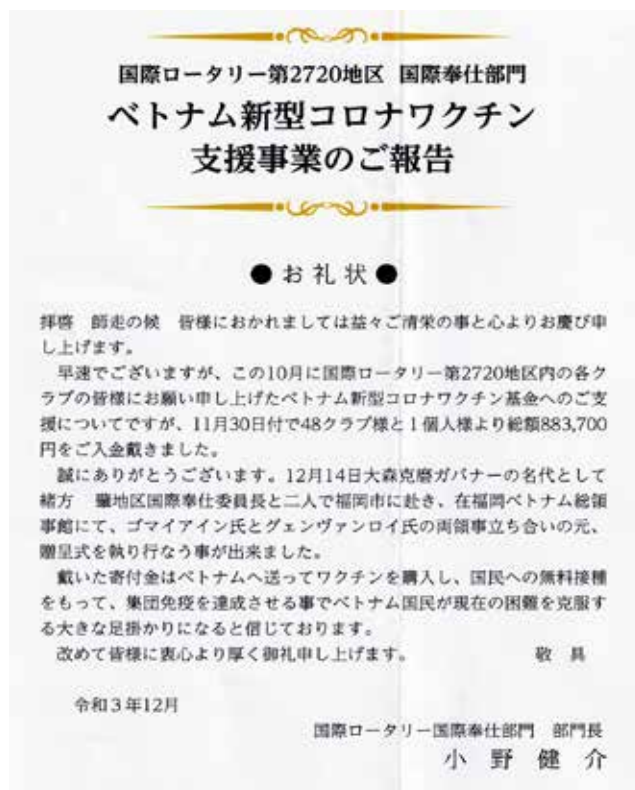 国際ロータリー第2720地区 国際奉仕部門
ベトナム新型コロナワクチン
支援事業のご報告
●お礼状●
拝啓 師走の候 皆様におかれましては益々ご清栄の事と心よりお慶び申
し上げます。
早速でございますが、この10月に国際ロータリー第2720地区内の各ク
ラブの皆様にお願い申し上げたベトナム新型コロナワクチン基金へのご支
援についてですが、11月30日付で48クラブ様と1個人様より総額883,700
円をご入金戴きました。
誠にありがとうございます。12月14日大森克磨ガバナーの名代として
緒方 地区国際奉仕委員長と二人で福岡市に赴き、在福岡ベトナム総領
事館にて、ゴマイアイン氏とグェンヴァンロイ氏の両領事立ち合いの元、
贈呈式を執り行なう事が出来ました。
戴いた寄付金はベトナムへ送ってワクチンを購入し、国民への無料接種
をもって、集団免疫を達成させる事でベトナム国民が現在の困難を克服す
る大きな足掛かりになると信じております。
改めて皆様に衷心より厚く御礼申し上げます。 敬 具
令和3年12月
国際ロータリー国際奉仕部門 部門長
小 野 健 介